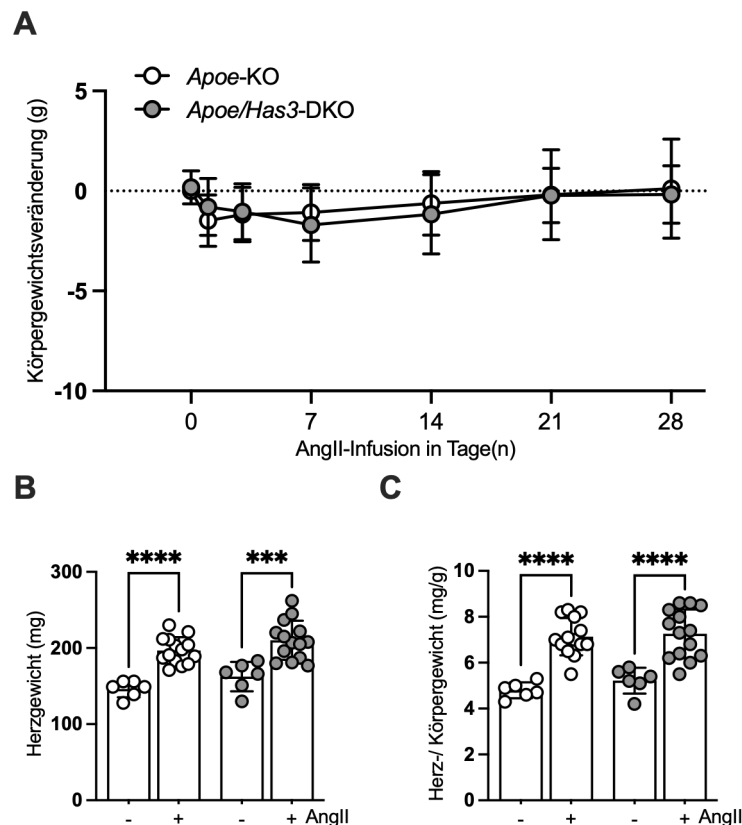 A
Apoe-KO
Apoe/Has3-DKO
Körpergewichtsveränderung (g)
5
0
-5
-10
0 7 14 21 28
AngII-Infusion in Tage(n)
B
Herzgewicht (mg)
**** ***
300
200
100
0
- + - + AngII
C
Herz-/ Körpergewicht (mg/g)
**** ****
10
8
6
4
2
0
- + - + AngII